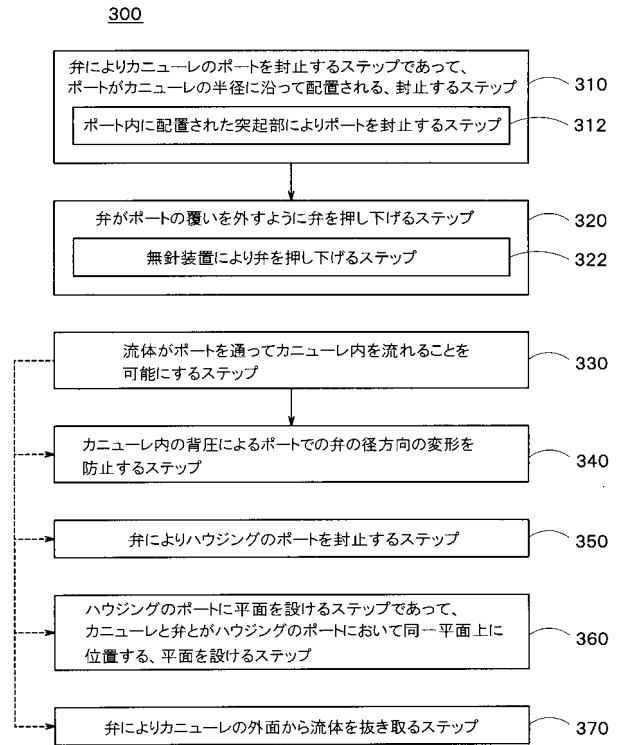 300
弁によりカニューレのポートを封止するステップであって、
ポートがカニューレの半径に沿って配置される、封止するステップ
310
ポート内に配置された突起部によりポートを封止するステップ
312
弁がポートの覆いを外すように弁を押し下げるステップ
320
無針装置により弁を押し下げるステップ
322
流体がポートを通ってカニューレ内を流れることを
可能にするステップ
330
カニューレ内の背圧によるポートでの弁の径方向の変形を
防止するステップ
340
弁によりハウジングのポートを封止するステップ
350
ハウジングのポートに平面を設けるステップであって、
カニューレと弁とがハウジングのポートにおいて同一平面上に
位置する、平面を設けるステップ
360
弁によりカニューレの外面から流体を抜き取るステップ
370